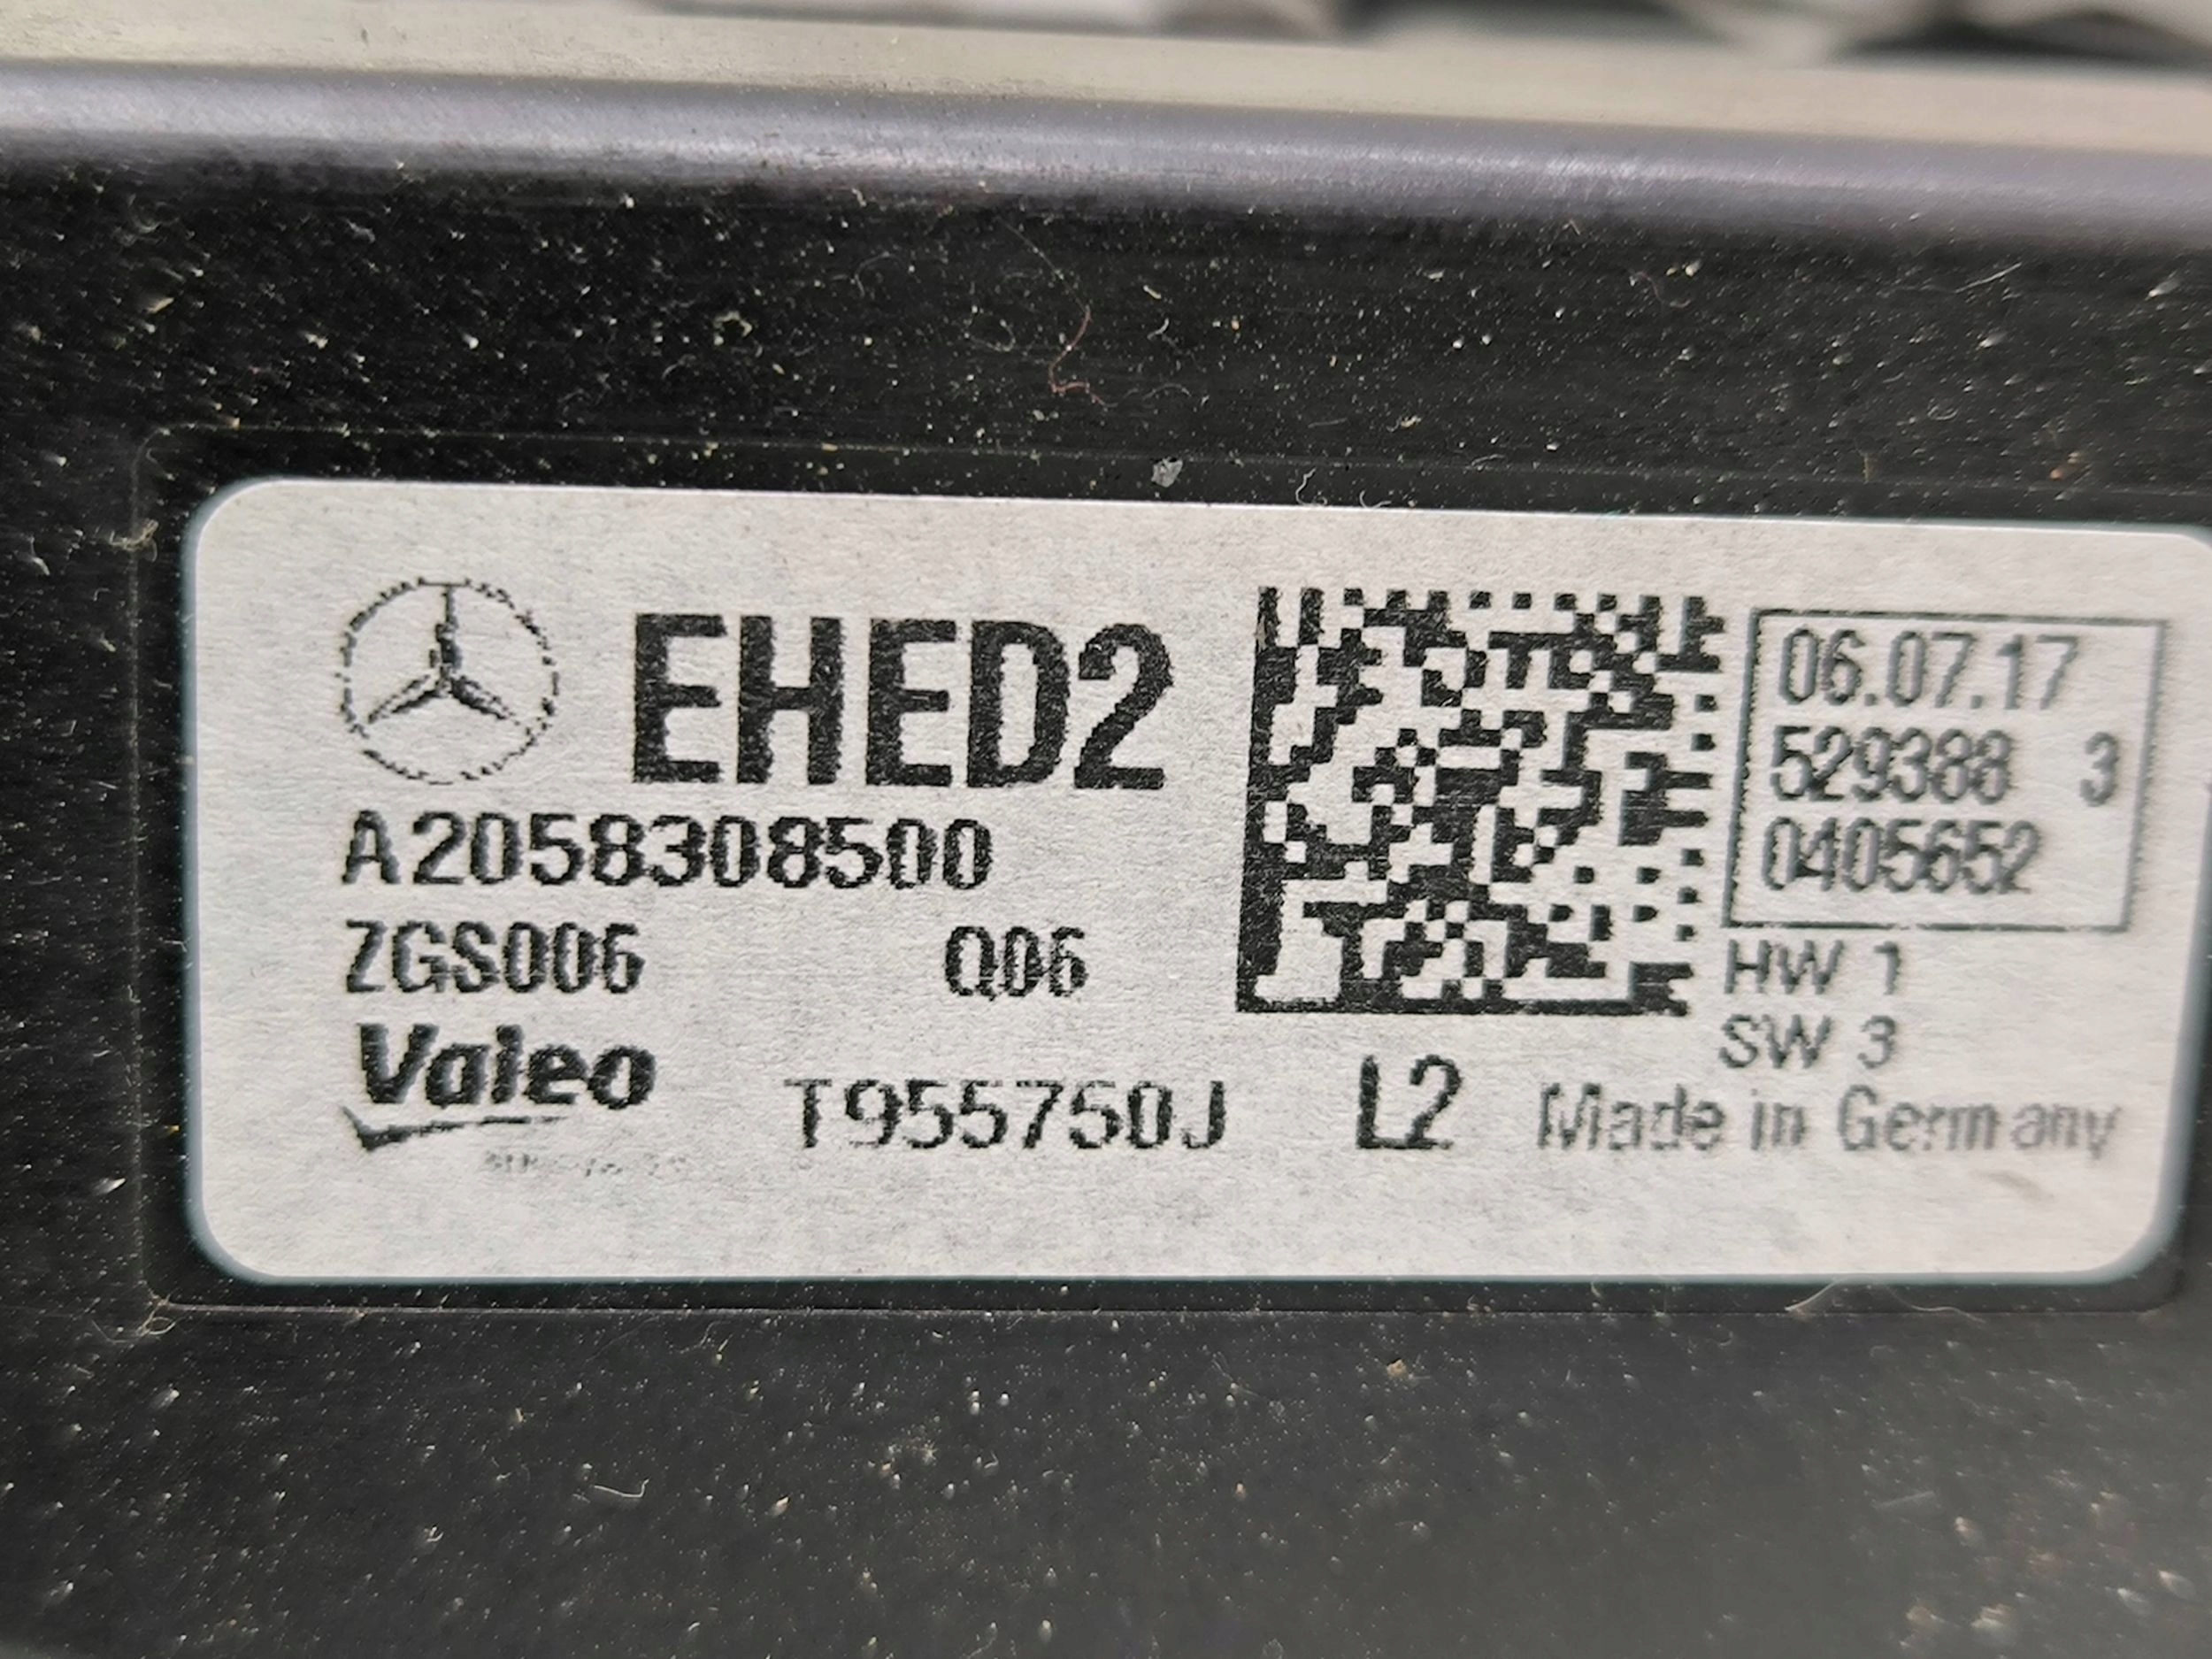 EHED2
A2058308500
ZGS006 Q06
Valeo T955750J L2
06.07.17
529388 3
0405652
HW 1
SW 3
Made in Germany